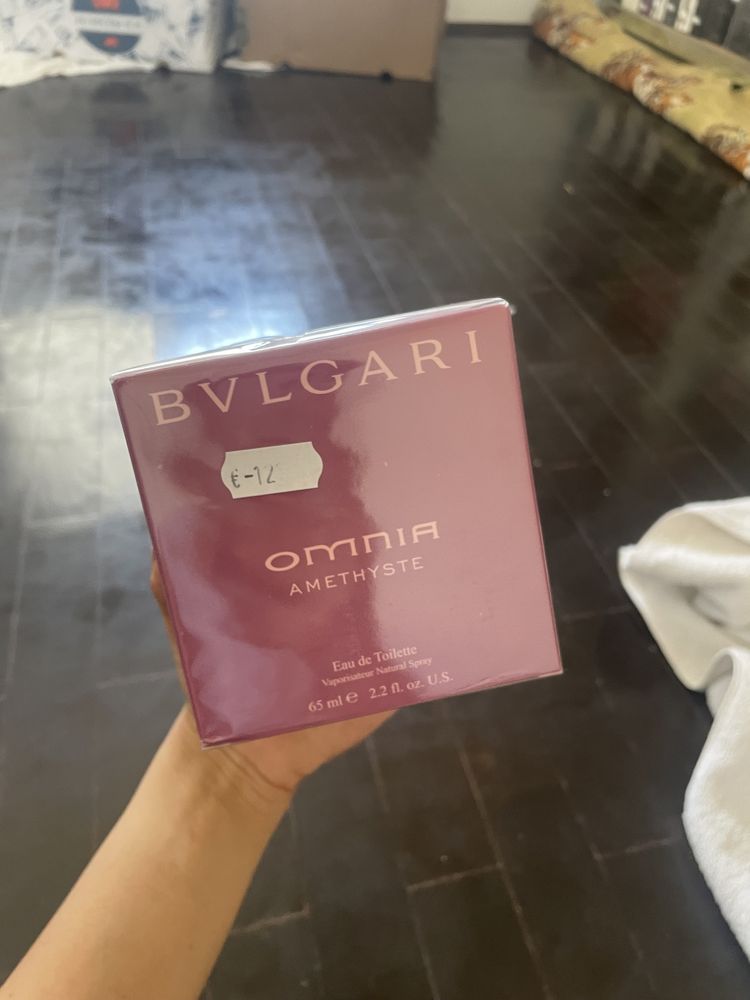 BVLGARI
€-12
OMNIA
AMETHYSTE
Eau de Toilette
Vaporisateur Natural Spray
65 ml ℮ 2.2 fl. oz. U.S.